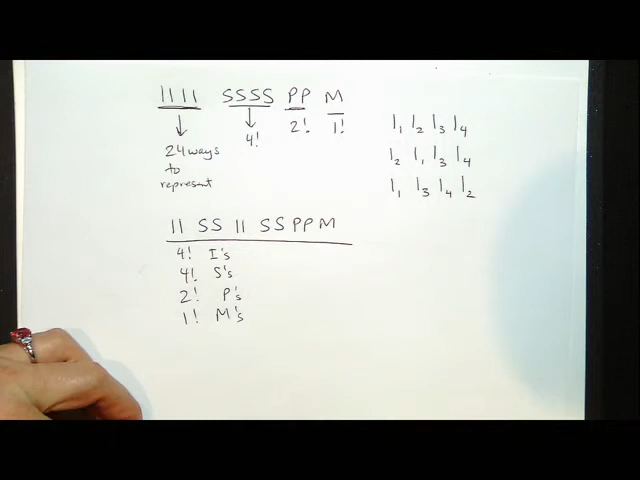 IIII SSSS PP M
4! 2! 1!
24 ways
to
represent
I1 I2 I3 I4
I2 I1 I3 I4
I1 I3 I4 I2
II SS II SS PP M
4! I's
4! S's
2! P's
1! M's